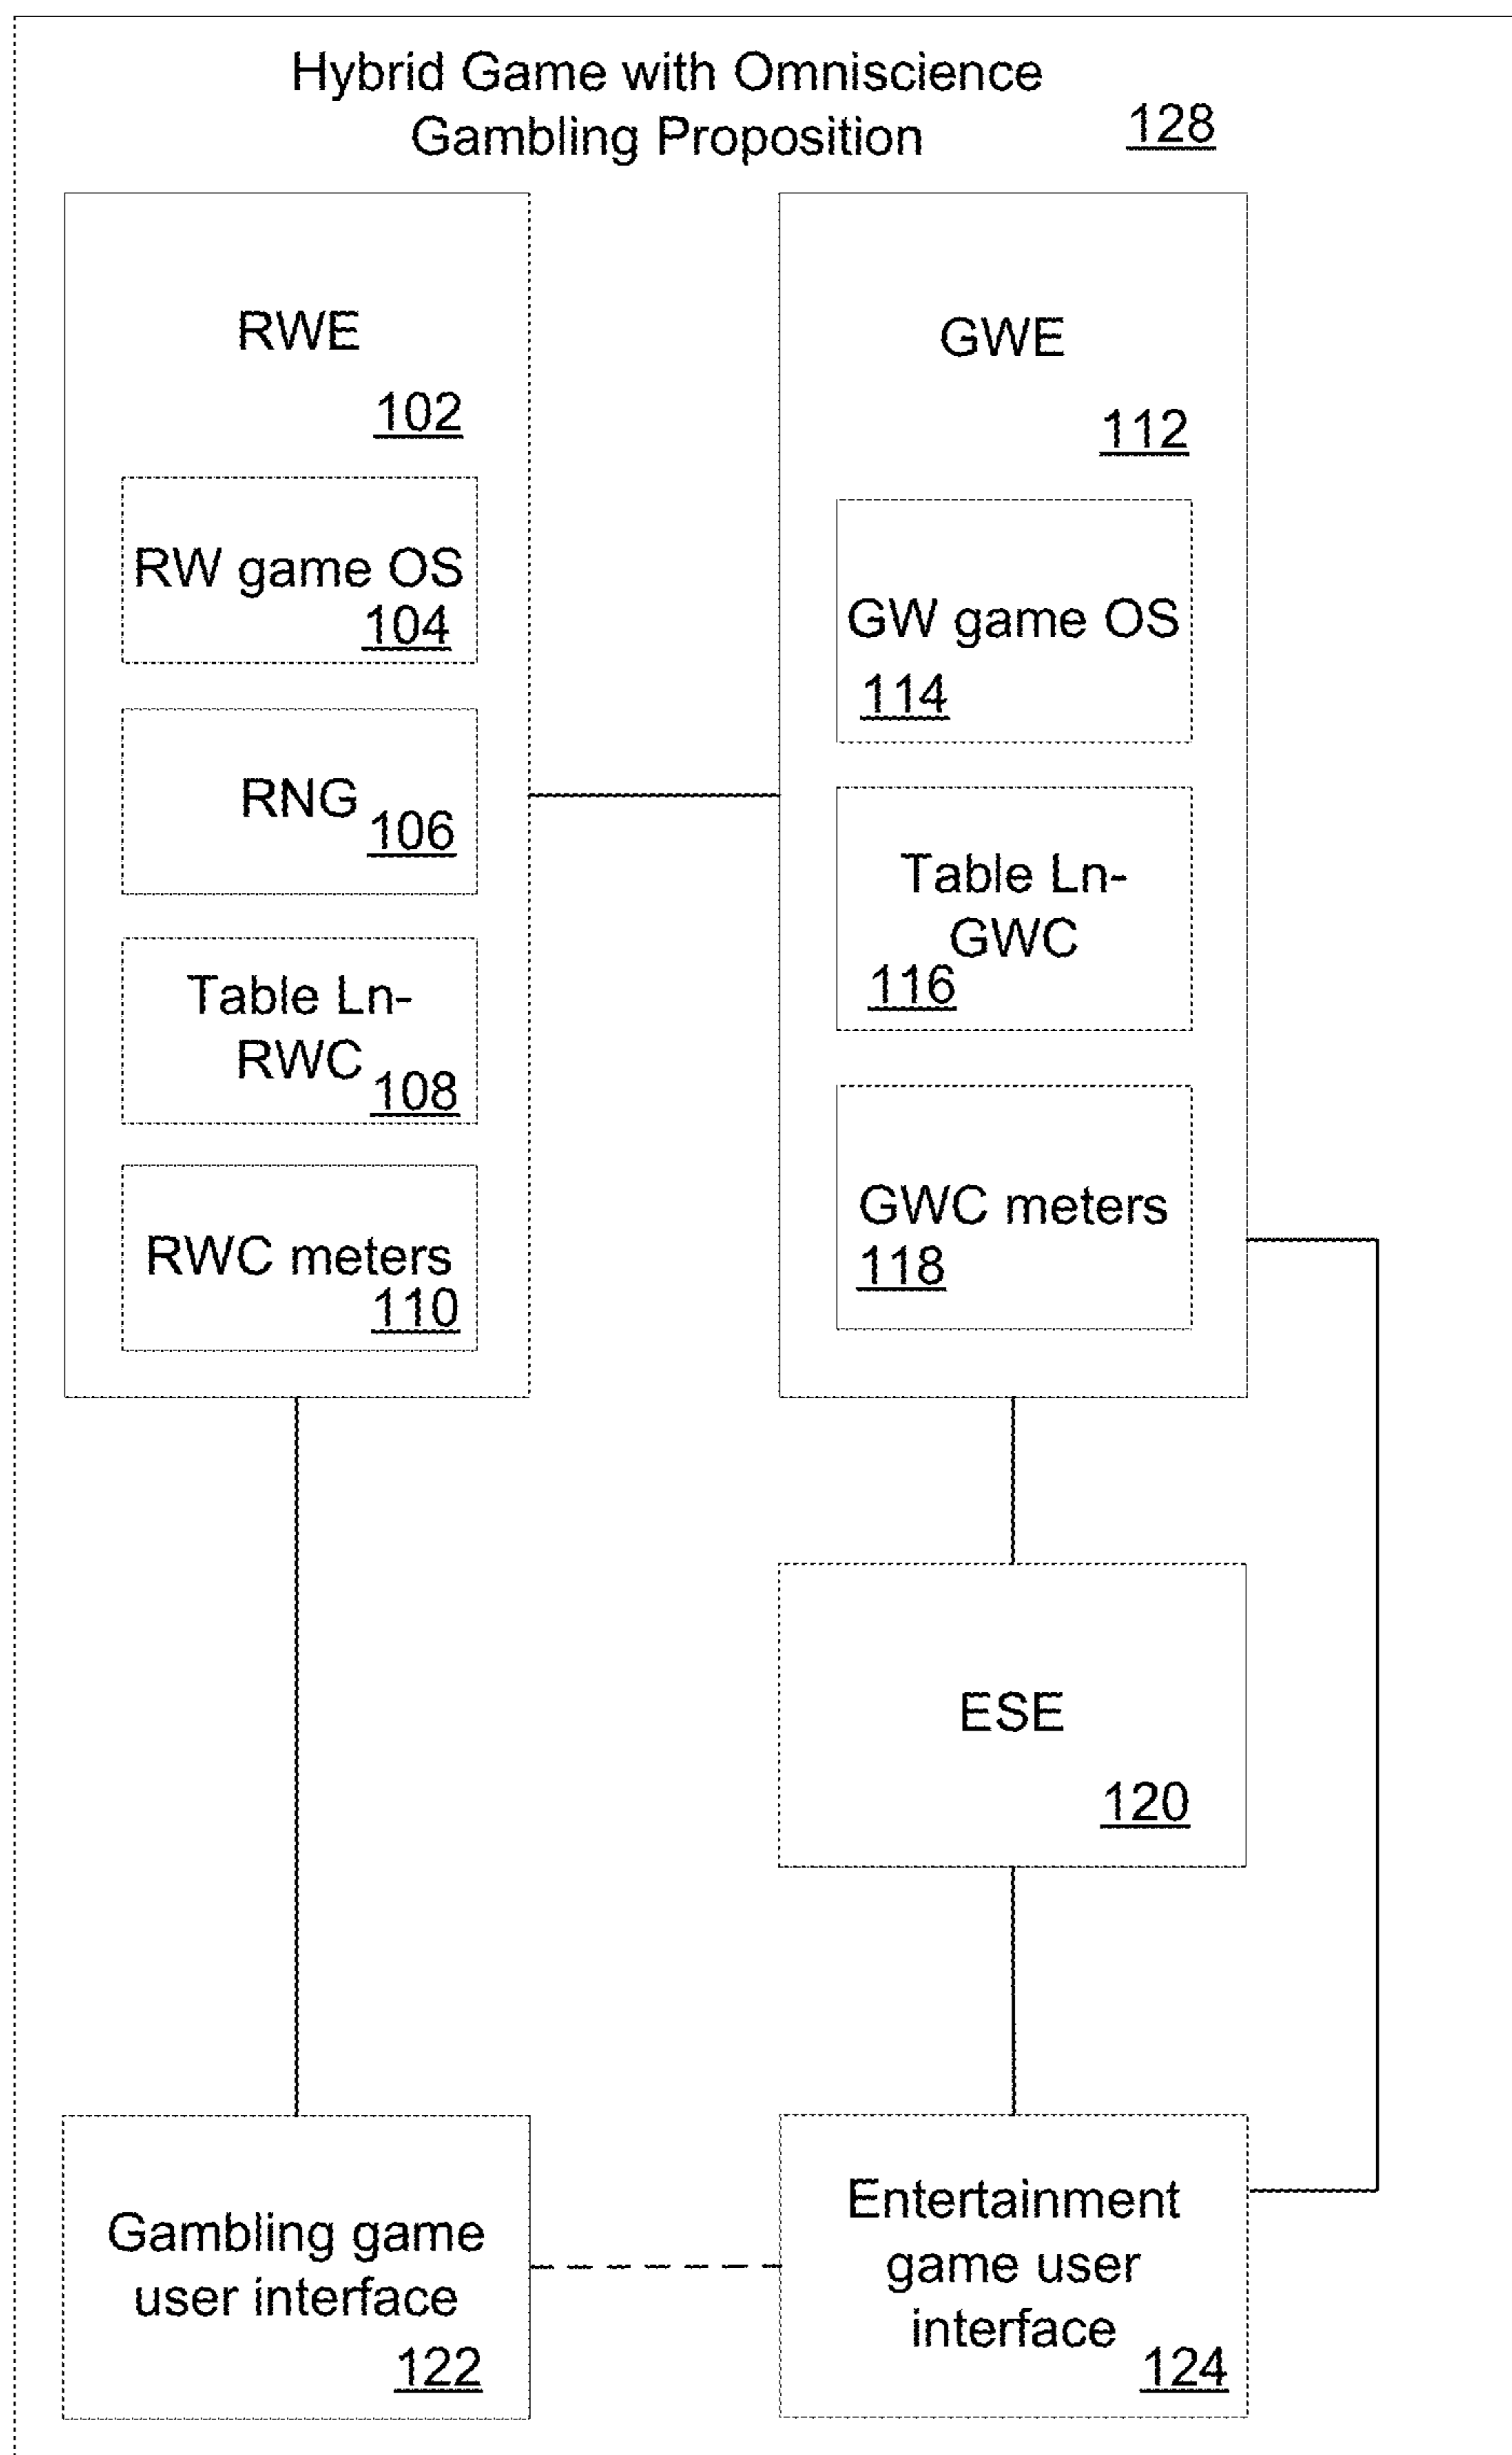 Hybrid Game with Omniscience
Gambling Proposition
128
RWE
102
RW game OS
104
RNG
106
Table Ln-
RWC
108
RWC meters
110
GWE
112
GW game OS
114
Table Ln-
GWC
116
GWC meters
118
ESE
120
Gambling game
user interface
122
Entertainment
game user
interface
124